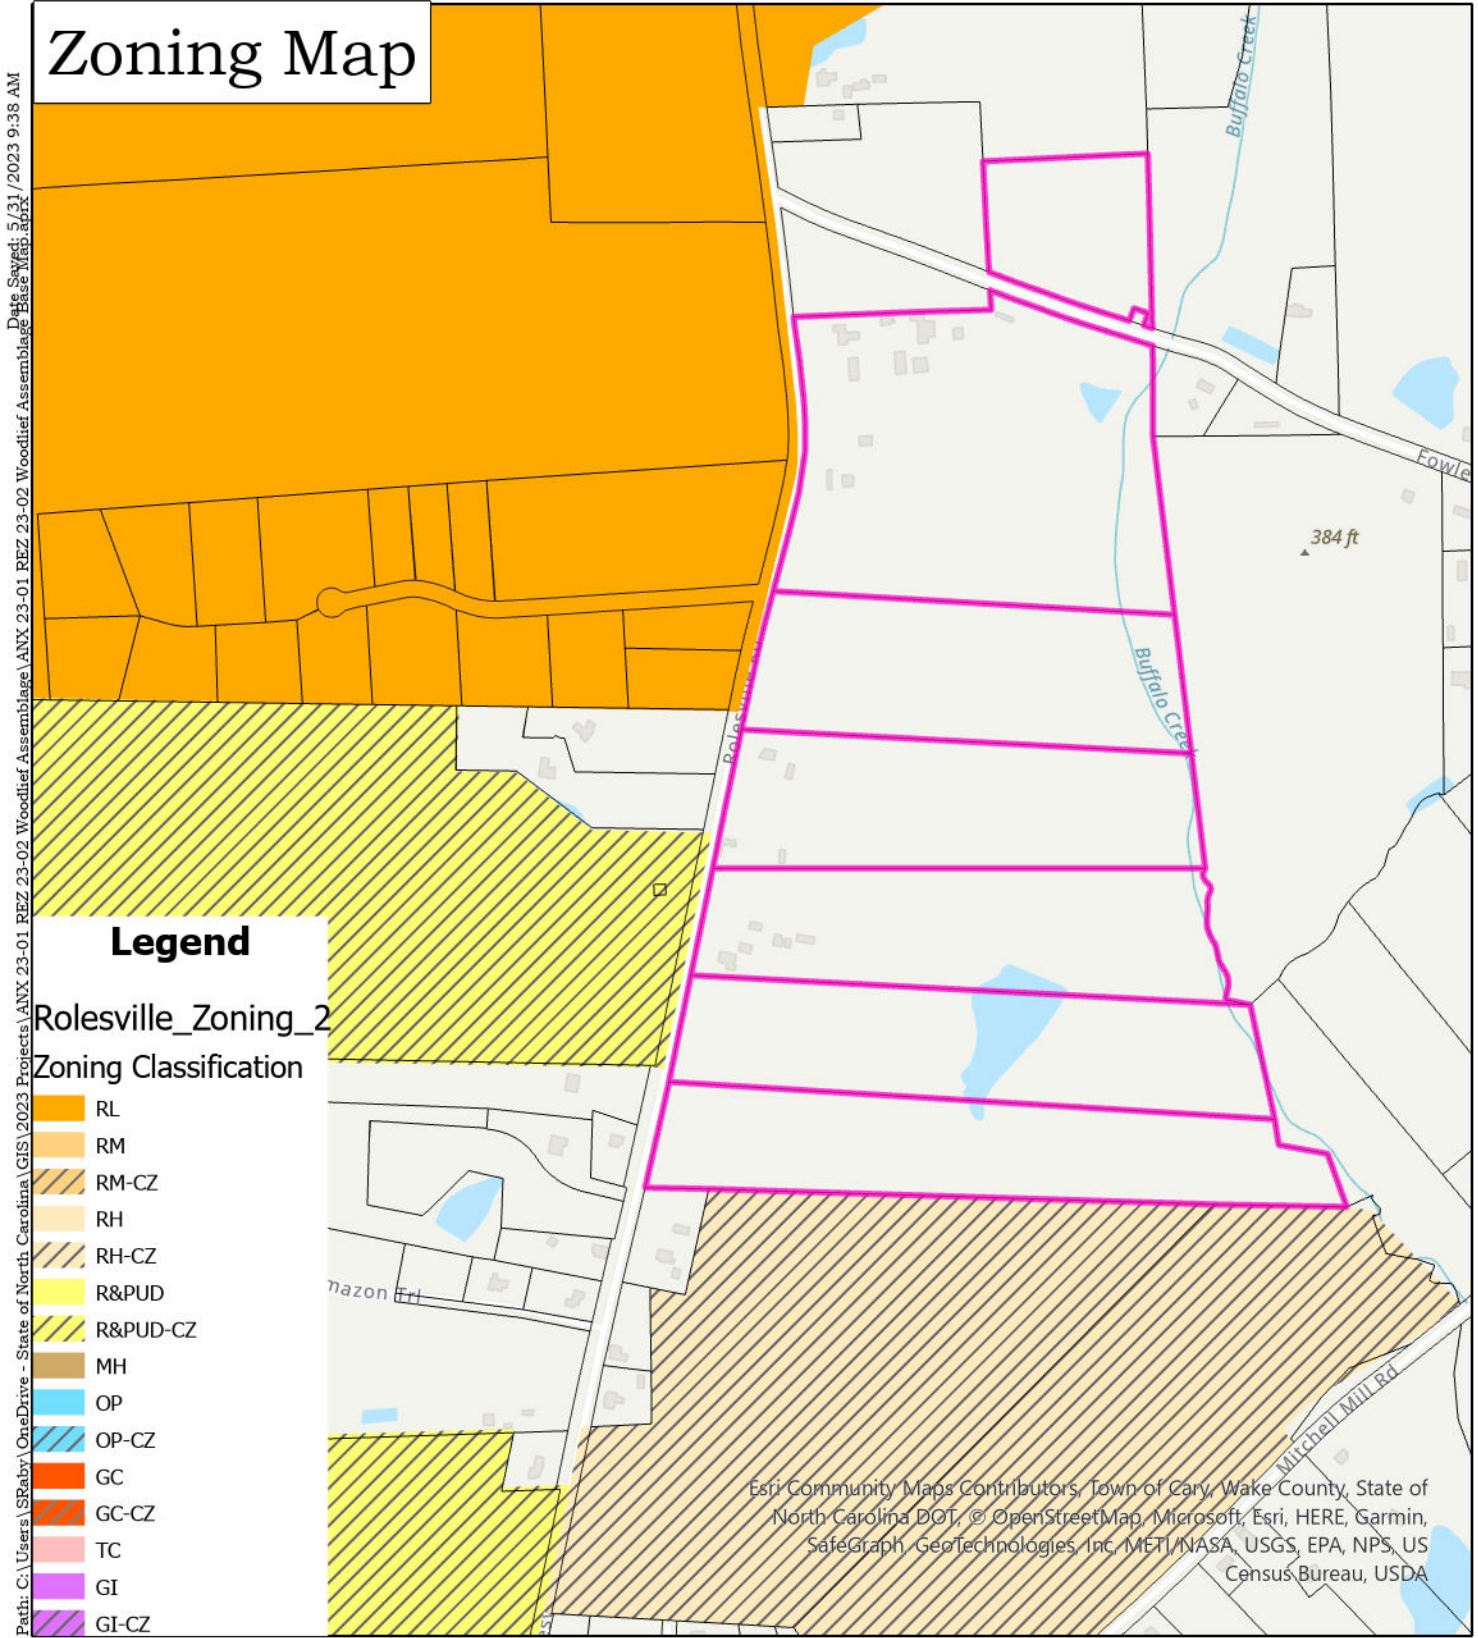 Zoning Map
Date Saved: 5/31/2023 9:38 AM
Path: C:\Users\SRaby\OneDrive - State of North Carolina\GIS\2023 Projects\ANX 23-01 REZ 23-02 Woodlief Assemblage\ANX 23-01 REZ 23-02 Woodlief Assemblage Base Map.aprx
Buffalo Creek
Fowle
384 ft
Buffalo Creek
Rolesville Rd
Legend
Rolesville_Zoning_2
Zoning Classification
RL
RM
RM-CZ
RH
RH-CZ
R&PUD
R&PUD-CZ
MH
OP
OP-CZ
GC
GC-CZ
TC
GI
GI-CZ
mazon Trl
Mitchell Mill Rd
Esri Community Maps Contributors, Town of Cary, Wake County, State of
North Carolina DOT, © OpenStreetMap, Microsoft, Esri, HERE, Garmin,
SafeGraph, GeoTechnologies, Inc, METI/NASA, USGS, EPA, NPS, US
Census Bureau, USDA